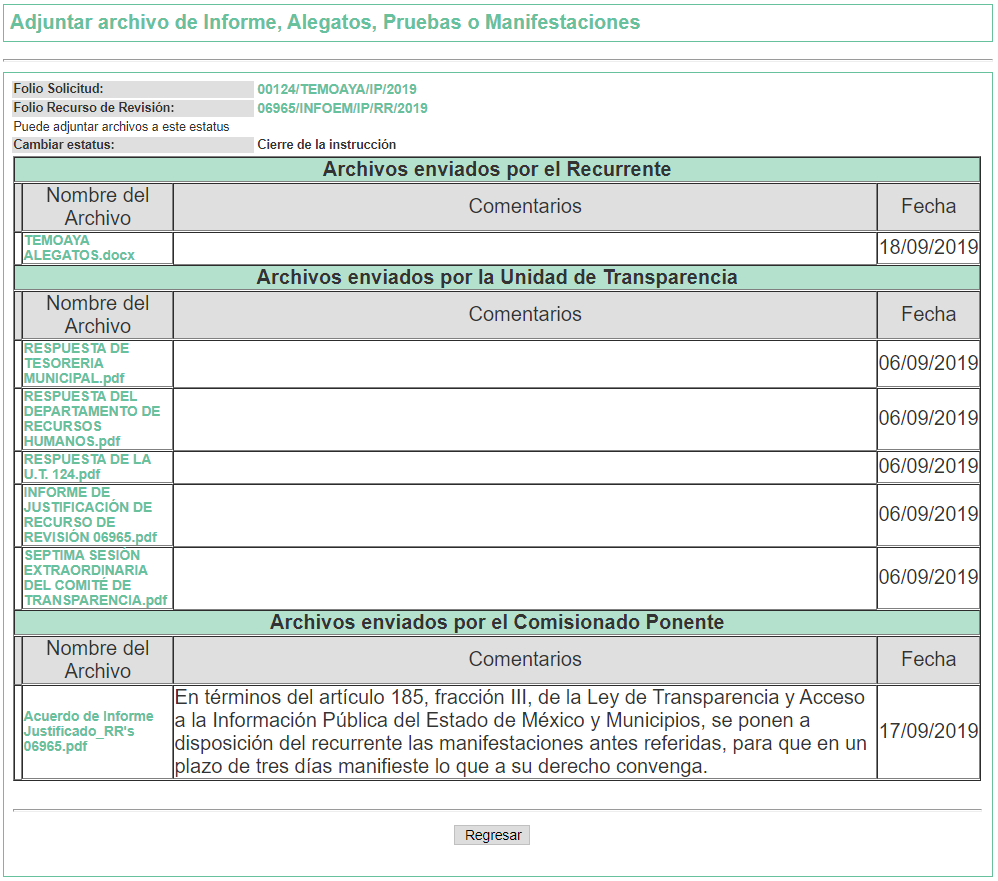 Adjuntar archivo de Informe, Alegatos, Pruebas o Manifestaciones
Folio Solicitud: 00124/TEMOAYA/IP/2019
Folio Recurso de Revisión: 06965/INFOEM/IP/RR/2019
Puede adjuntar archivos a este estatus
Cambiar estatus: Cierre de la instrucción
Archivos enviados por el Recurrente
Nombre del
Archivo
Comentarios
Fecha
TEMOAYA
ALEGATOS.docx
18/09/2019
Archivos enviados por la Unidad de Transparencia
Nombre del
Archivo
Comentarios
Fecha
RESPUESTA DE
TESORERIA
MUNICIPAL.pdf
06/09/2019
RESPUESTA DEL
DEPARTAMENTO DE
RECURSOS
HUMANOS.pdf
06/09/2019
RESPUESTA DE LA
U.T. 124.pdf
06/09/2019
INFORME DE
JUSTIFICACIÓN DE
RECURSO DE
REVISIÓN 06965.pdf
06/09/2019
SEPTIMA SESIÓN
EXTRAORDINARIA
DEL COMITÉ DE
TRANSPARENCIA.pdf
06/09/2019
Archivos enviados por el Comisionado Ponente
Nombre del
Archivo
Comentarios
Fecha
Acuerdo de Informe
Justificado_RR's
06965.pdf
En términos del artículo 185, fracción III, de la Ley de Transparencia y Acceso
a la Información Pública del Estado de México y Municipios, se ponen a
disposición del recurrente las manifestaciones antes referidas, para que en un
plazo de tres días manifieste lo que a su derecho convenga.
17/09/2019
Regresar